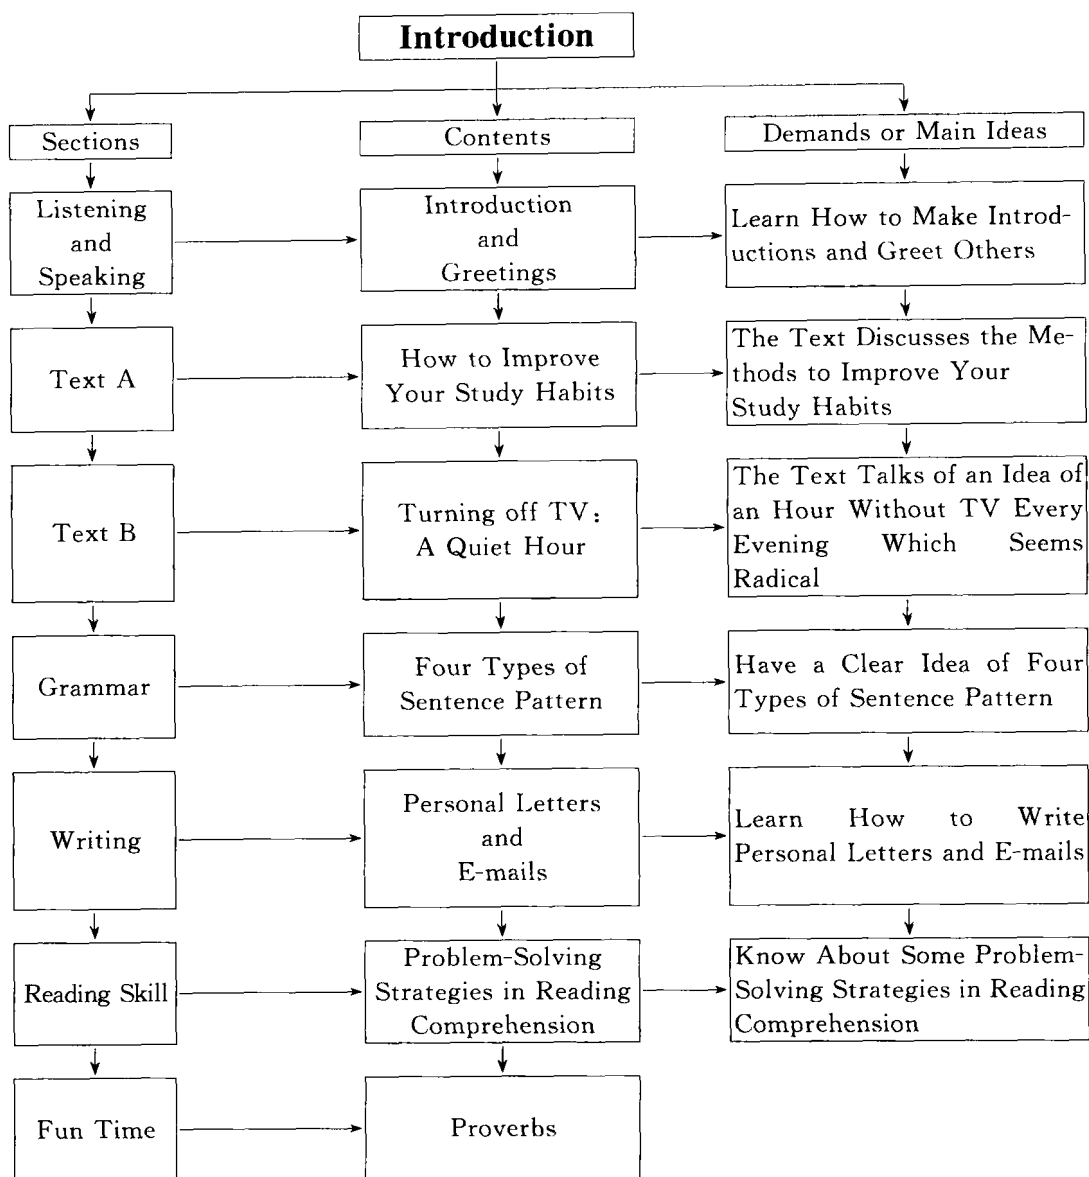 Introduction
Sections
Contents
Demands or Main Ideas
Listening
and
Speaking
Introduction
and
Greetings
Learn How to Make Introd-
uctions and Greet Others
Text A
How to Improve
Your Study Habits
The Text Discusses the Me-
thods to Improve Your
Study Habits
Text B
Turning off TV:
A Quiet Hour
The Text Talks of an Idea of
an Hour Without TV Every
Evening Which Seems
Radical
Grammar
Four Types of
Sentence Pattern
Have a Clear Idea of Four
Types of Sentence Pattern
Writing
Personal Letters
and
E-mails
Learn How to Write
Personal Letters and E-mails
Reading Skill
Problem-Solving
Strategies in Reading
Comprehension
Know About Some Problem-
Solving Strategies in Reading
Comprehension
Fun Time
Proverbs